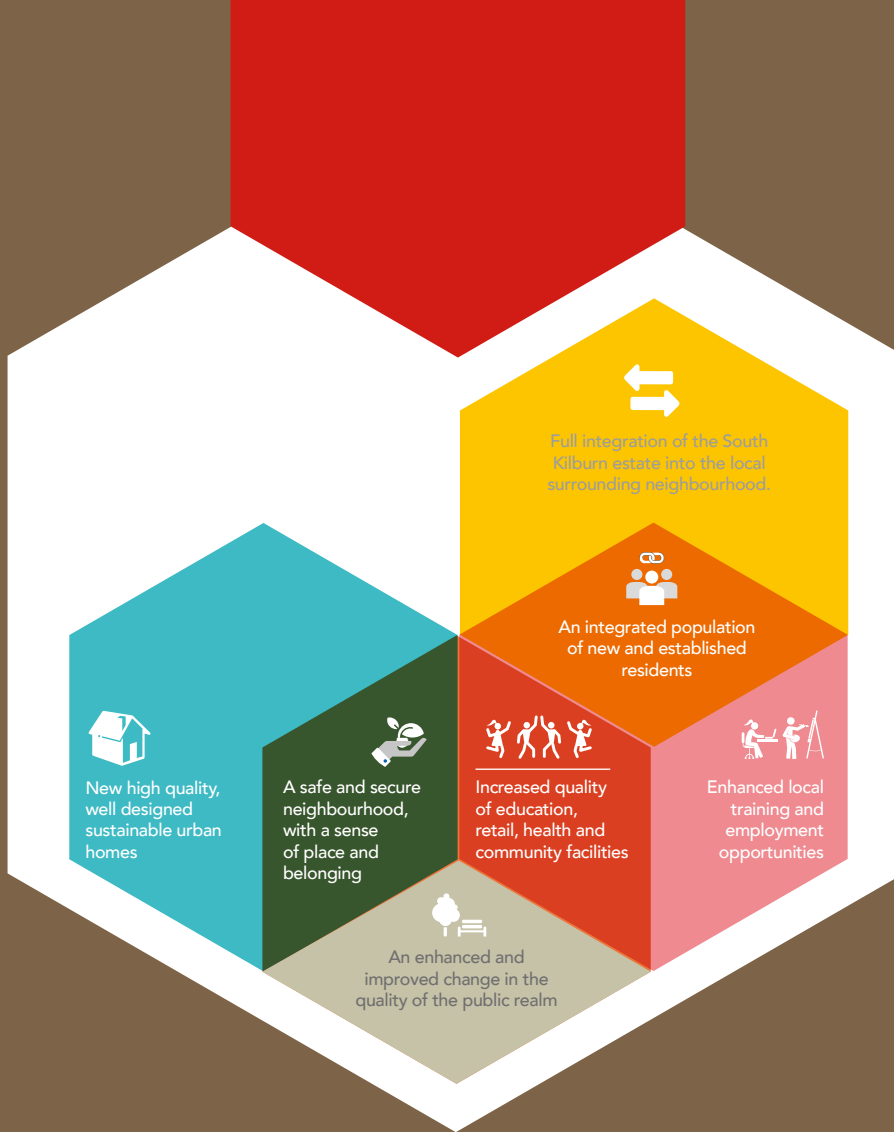 Full integration of the South
Kilburn estate into the local
surrounding neighbourhood.
An integrated population
of new and established
residents
New high quality,
well designed
sustainable urban
homes
A safe and secure
neighbourhood,
with a sense
of place and
belonging
Increased quality
of education,
retail, health and
community facilities
Enhanced local
training and
employment
opportunities
An enhanced and
improved change in the
quality of the public realm